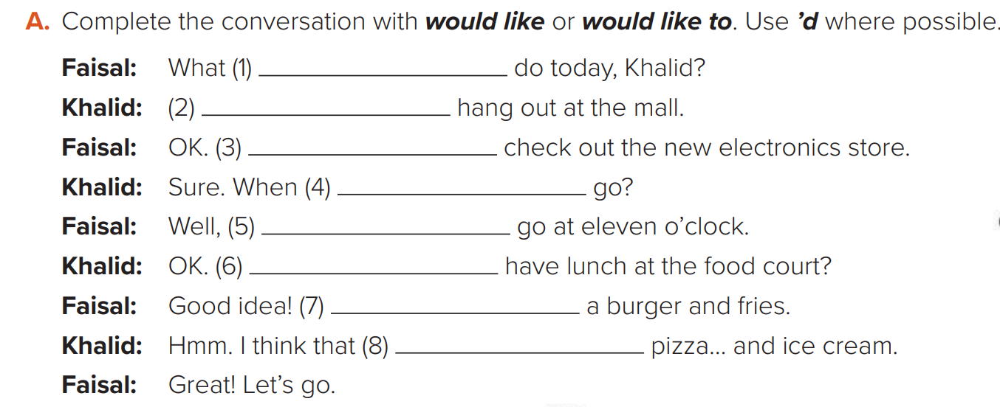 A. Complete the conversation with would like or would like to. Use ’d where possible.
Faisal: What (1) ____________________ do today, Khalid?
Khalid: (2) ____________________ hang out at the mall.
Faisal: OK. (3) ____________________ check out the new electronics store.
Khalid: Sure. When (4) ____________________ go?
Faisal: Well, (5) ____________________ go at eleven o’clock.
Khalid: OK. (6) ____________________ have lunch at the food court?
Faisal: Good idea! (7) ____________________ a burger and fries.
Khalid: Hmm. I think that (8) ____________________ pizza... and ice cream.
Faisal: Great! Let’s go.